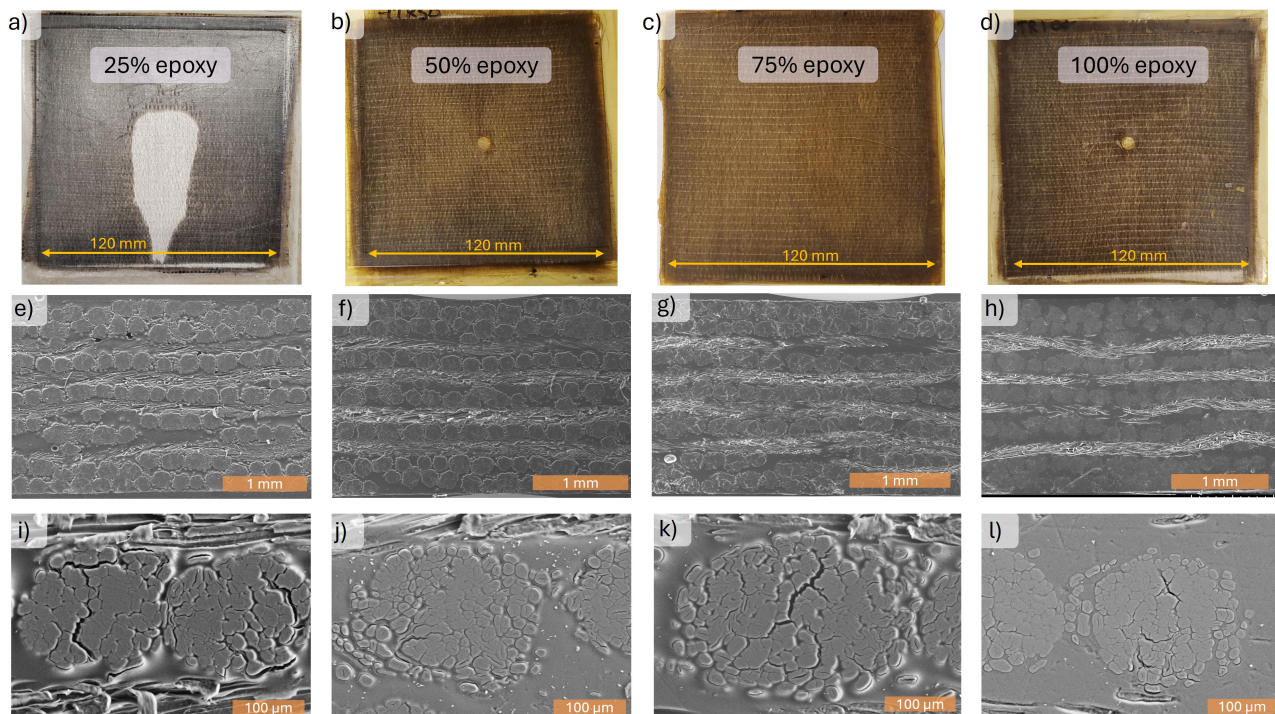 a)
25% epoxy
120 mm
b)
50% epoxy
120 mm
c)
75% epoxy
120 mm
d)
100% epoxy
120 mm
e)
1 mm
f)
1 mm
g)
1 mm
h)
1 mm
i)
100 µm
j)
100 µm
k)
100 µm
l)
100 µm